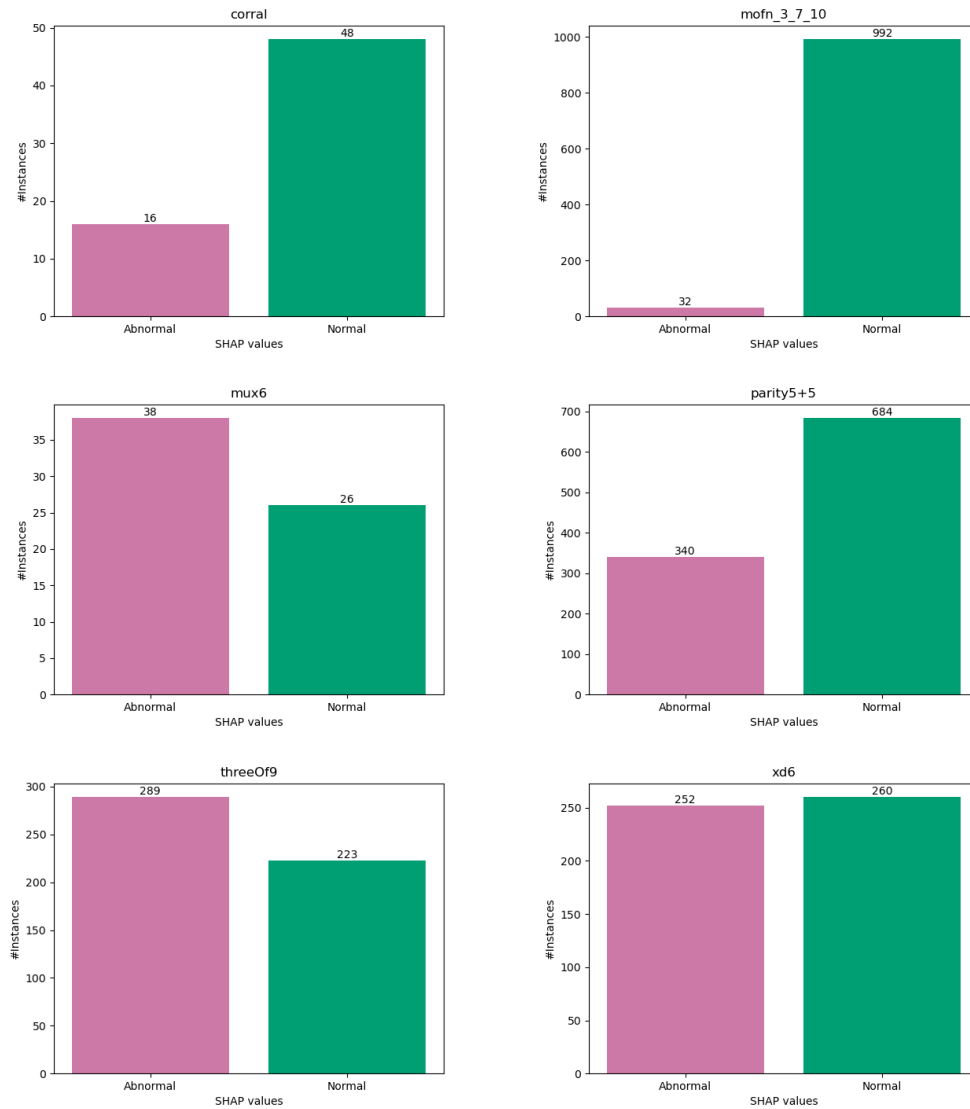 corral
50
48
40
30
20
16
10
0
#Instances
Abnormal
Normal
SHAP values
mofn_3_7_10
1000
992
800
600
400
200
32
0
#Instances
Abnormal
Normal
SHAP values
mux6
38
35
30
26
25
20
15
10
5
0
#Instances
Abnormal
Normal
SHAP values
parity5+5
700
684
600
500
400
340
300
200
100
0
#Instances
Abnormal
Normal
SHAP values
threeOf9
300
289
250
223
200
150
100
50
0
#Instances
Abnormal
Normal
SHAP values
xd6
260
252
250
200
150
100
50
0
#Instances
Abnormal
Normal
SHAP values